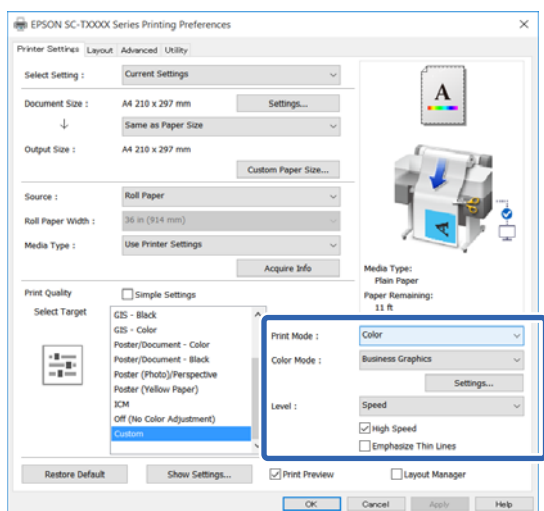 EPSON SC-TXXXX Series Printing Preferences
Printer Settings Layout Advanced Utility
Select Setting : Current Settings
Document Size : A4 210 x 297 mm Settings...
Same as Paper Size
Output Size : A4 210 x 297 mm
Custom Paper Size...
Source : Roll Paper
Roll Paper Width : 36 in (914 mm)
Media Type : Use Printer Settings
Acquire Info
A
Media Type:
Plain Paper
Paper Remaining:
11 ft
Print Quality Simple Settings
Select Target
GIS - Black
GIS - Color
Poster/Document - Color
Poster/Document - Black
Poster (Photo)/Perspective
Poster (Yellow Paper)
ICM
Off (No Color Adjustment)
Custom
Print Mode : Color
Color Mode : Business Graphics
Settings...
Level : Speed
High Speed
Emphasize Thin Lines
Restore Default Show Settings... Print Preview Layout Manager
OK Cancel Apply Help